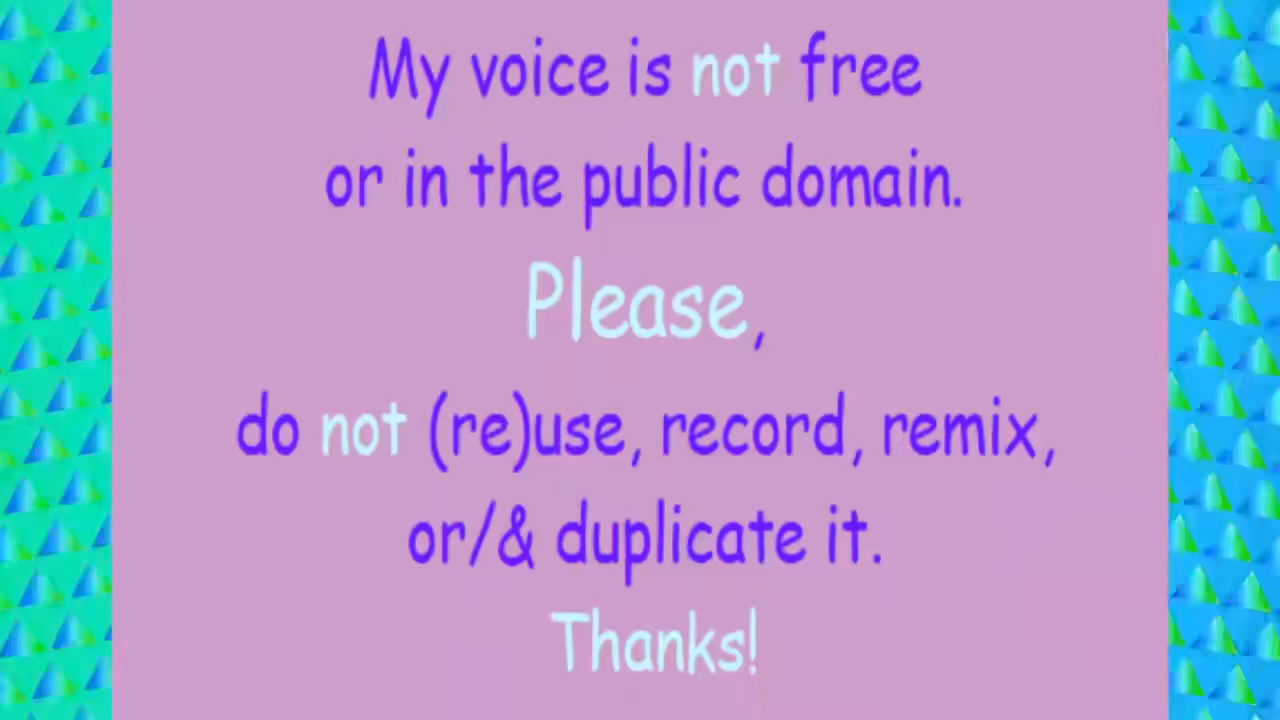 My voice is not free
or in the public domain.
Please,
do not (re)use, record, remix,
or/& duplicate it.
Thanks!